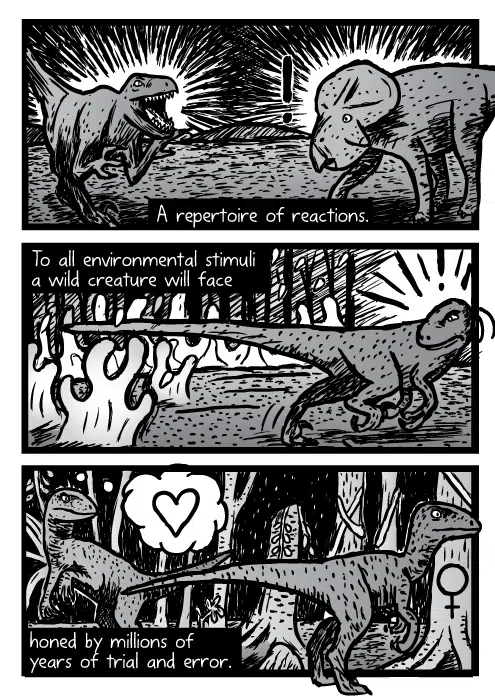 !
A repertoire of reactions.
To all environmental stimuli
a wild creature will face
honed by millions of
years of trial and error.